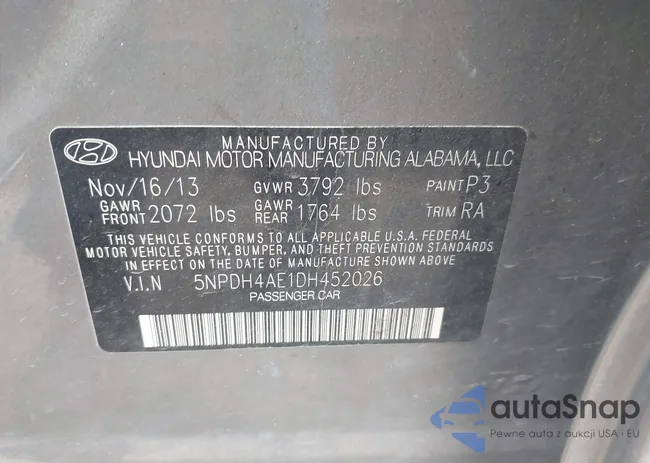 MANUFACTURED BY
HYUNDAI MOTOR MANUFACTURING ALABAMA, LLC
Nov/16/13 GVWR 3792 lbs PAINT P3
GAWR FRONT 2072 lbs GAWR REAR 1764 lbs TRIM RA
THIS VEHICLE CONFORMS TO ALL APPLICABLE U.S.A. FEDERAL
MOTOR VEHICLE SAFETY, BUMPER, AND THEFT PREVENTION STANDARDS
IN EFFECT ON THE DATE OF MANUFACTURE SHOWN ABOVE
V.I.N 5NPDH4AE1DH452026
PASSENGER CAR
autaSnap
Pewne auta z aukcji USA i EU